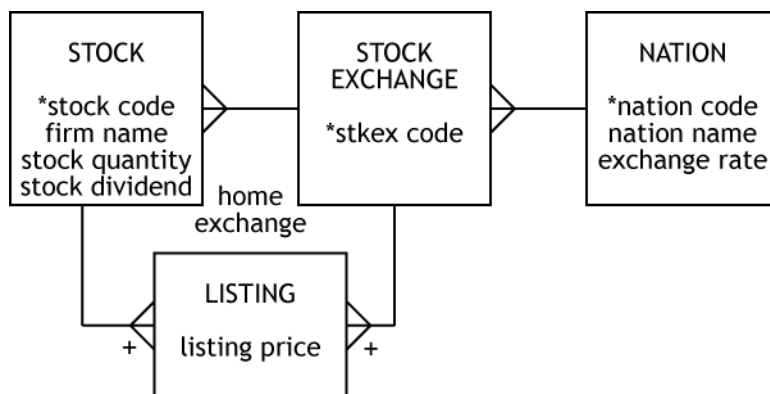 STOCK
*stock code
firm name
stock quantity
stock dividend
STOCK
EXCHANGE
*stkex code
NATION
*nation code
nation name
exchange rate
home
exchange
LISTING
listing price
+
+